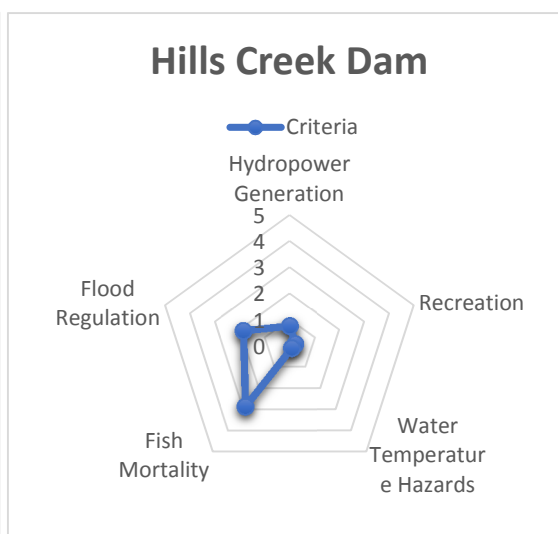 Hills Creek Dam
Criteria
Hydropower
Generation
5
4
3
2
1
0
Flood
Regulation
Recreation
Fish
Mortality
Water
Temperatur
e Hazards